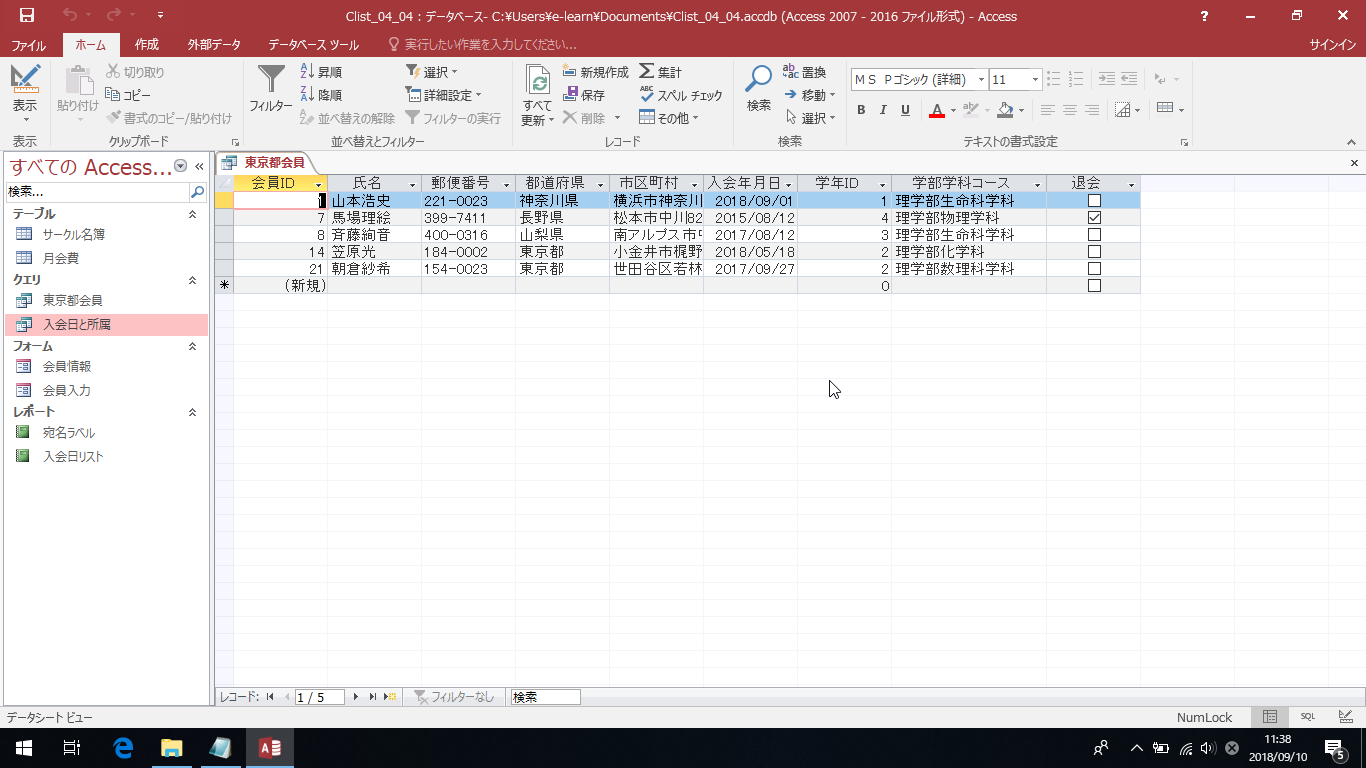 Clist_04_04 : データベース- C:¥Users¥e-learn¥Documents¥Clist_04_04.accdb (Access 2007 - 2016 ファイル形式) - Access
?
ファイル ホーム 作成 外部データ データベース ツール 実行したい作業を入力してください... サインイン
表示
表示
貼り付け
切り取り
コピー
書式のコピー/貼り付け
クリップボード
フィルター
昇順
降順
並べ替えの解除
選択
詳細設定
フィルターの実行
並べ替えとフィルター
すべて
更新
新規作成
保存
削除
集計
スペル チェック
その他
レコード
検索
置換
移動
選択
検索
ＭＳ Ｐゴシック (詳細) 11
B I U A
テキストの書式設定
すべての Access...
検索...
テーブル
サークル名簿
月会費
クエリ
東京都会員
入会日と所属
フォーム
会員情報
会員入力
レポート
宛名ラベル
入会日リスト
東京都会員
会員ID 氏名 郵便番号 都道府県 市区町村 入会年月日 学年ID 学部学科コース 退会
1 山本浩史 221-0023 神奈川県 横浜市神奈川 2018/09/01 1 理学部生命科学科
7 馬場理絵 399-7411 長野県 松本市中川82 2015/08/12 4 理学部物理学科
8 斉藤絢音 400-0316 山梨県 南アルプス市 2017/08/12 3 理学部生命科学科
14 笠原光 184-0002 東京都 小金井市梶野 2018/05/18 2 理学部化学科
21 朝倉紗希 154-0023 東京都 世田谷区若林 2017/09/27 2 理学部数理科学科
* (新規) 0
レコード: 1 / 5 フィルターなし 検索
データシート ビュー NumLock SQL
11:38
2018/09/10
5